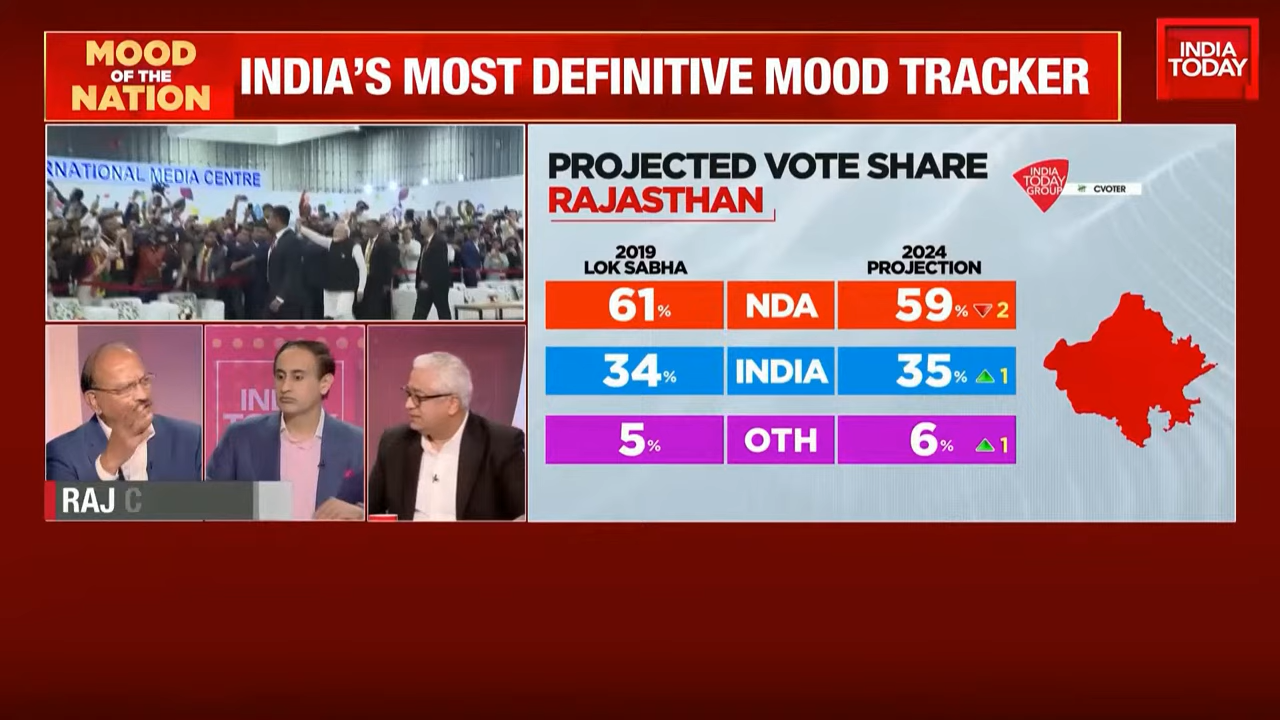 MOOD
OF THE
NATION
INDIA'S MOST DEFINITIVE MOOD TRACKER
INDIA
TODAY
RNATIONAL MEDIA CENTRE
PROJECTED VOTE SHARE
RAJASTHAN
INDIA
TODAY
GROUP
CVOTER
2019
LOK SABHA
2024
PROJECTION
61% NDA 59% 2
34% INDIA 35% 1
5% OTH 6% 1
RAJ C